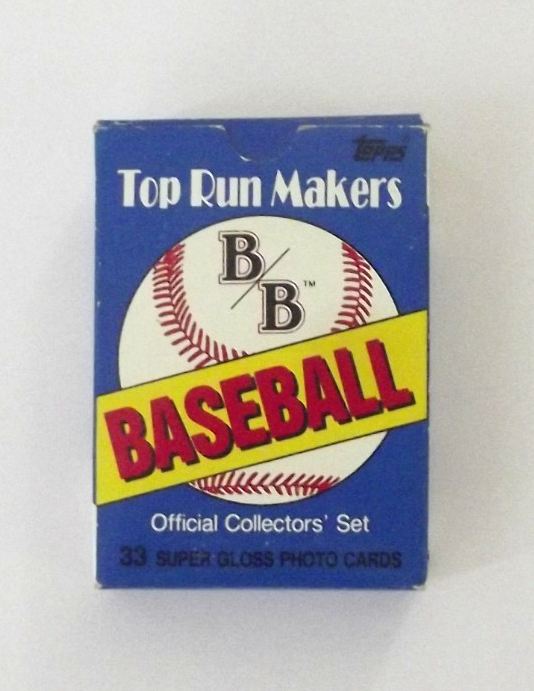 TOPPS
Top Run Makers
B/B™
BASEBALL
Official Collectors' Set
33 SUPER GLOSS PHOTO CARDS